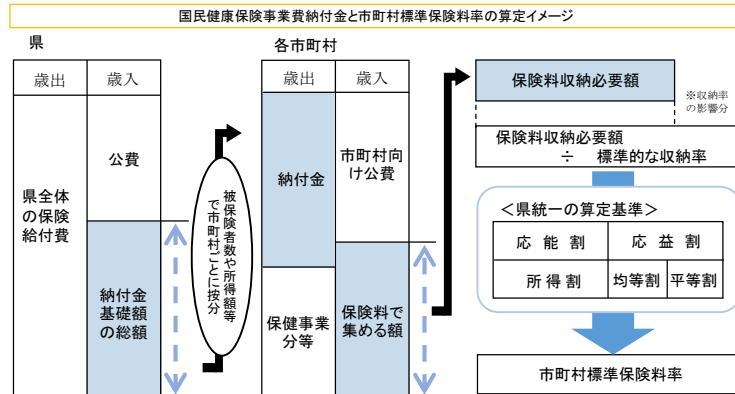 国民健康保険事業費納付金と市町村標準保険料率の算定イメージ
県
歳出
歳入
県全体
の保険
給付費
公費
納付金
基礎額
の総額
被保険者数や所得額等
で市町村ごとに按分
各市町村
歳出
歳入
納付金
保健事業
分等
市町村向
け公費
保険料で
集める額
保険料収納必要額
※収納率
の影響分
保険料収納必要額
÷ 標準的な収納率
＜県統一の算定基準＞
応能割
応益割
所得割
均等割
平等割
市町村標準保険料率